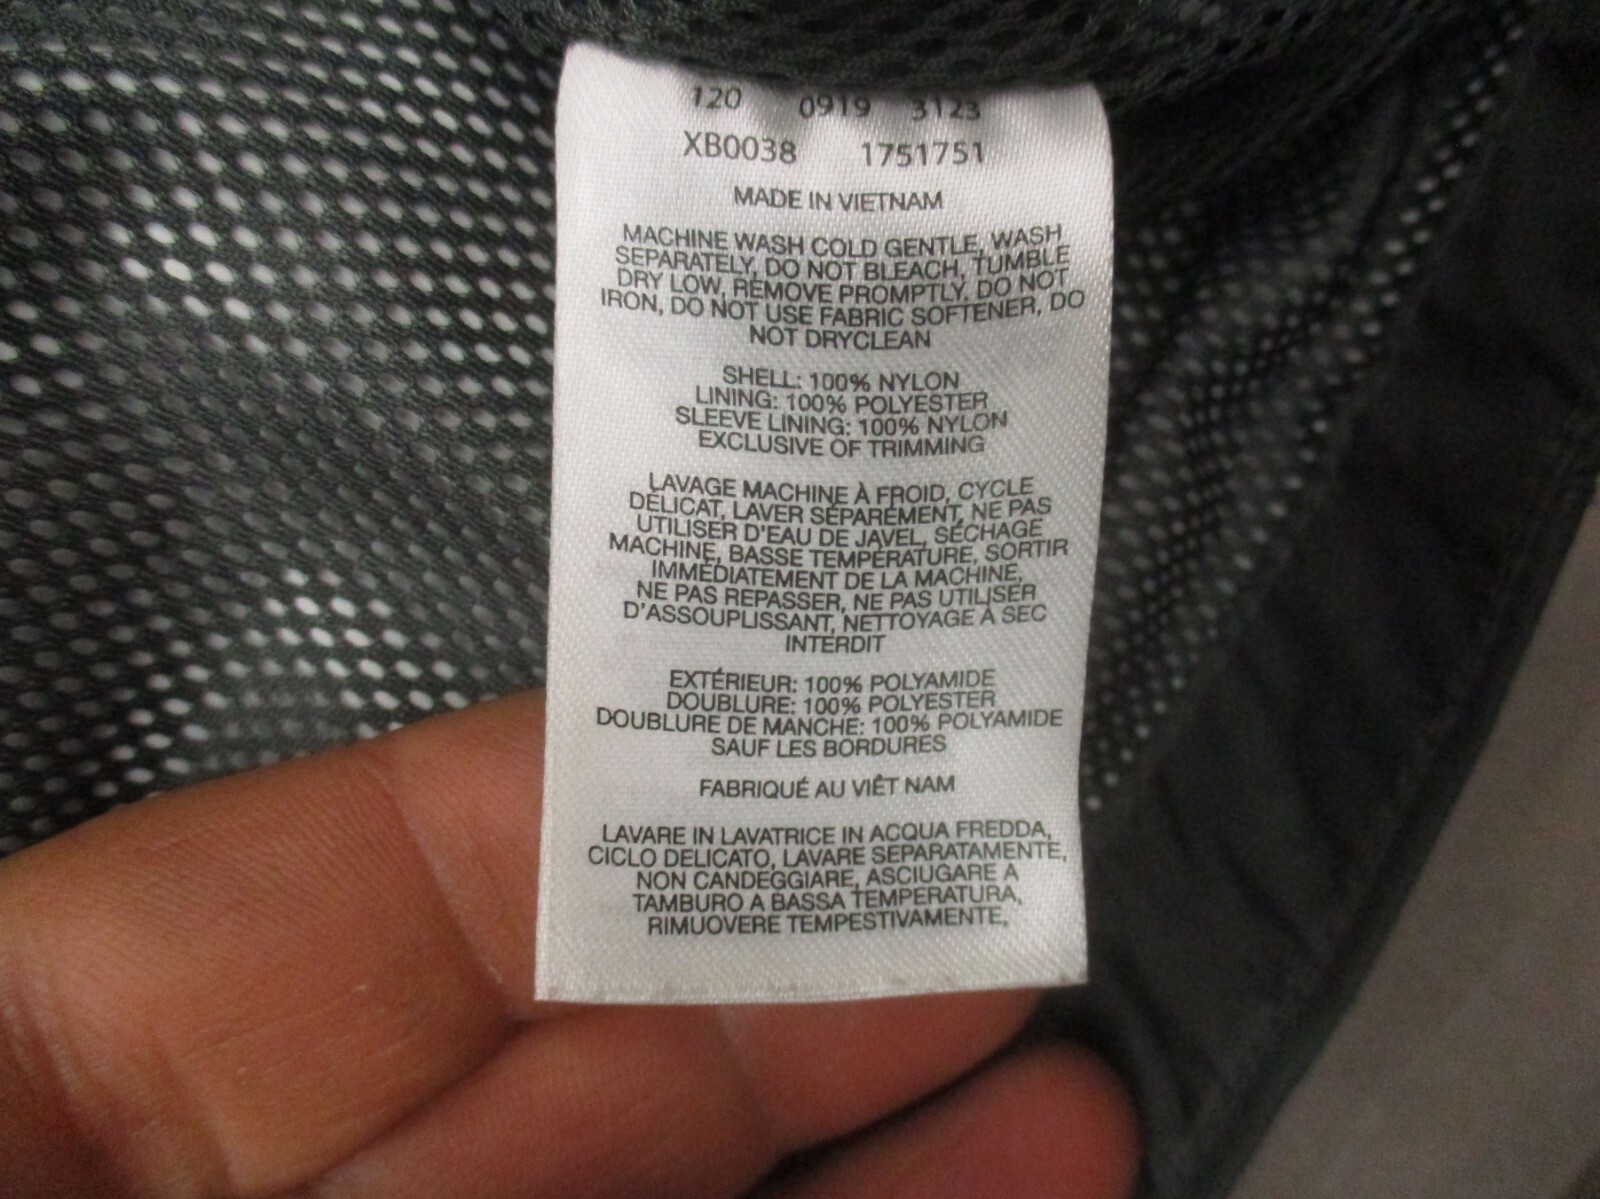 120 0919 3123
XB0038 1751751
MADE IN VIETNAM
MACHINE WASH COLD GENTLE, WASH
SEPARATELY, DO NOT BLEACH, TUMBLE
DRY LOW, REMOVE PROMPTLY, DO NOT
IRON, DO NOT USE FABRIC SOFTENER, DO
NOT DRYCLEAN
SHELL: 100% NYLON
LINING: 100% POLYESTER
SLEEVE LINING: 100% NYLON
EXCLUSIVE OF TRIMMING
LAVAGE MACHINE À FROID, CYCLE
DÉLICAT, LAVER SÉPARÉMENT, NE PAS
UTILISER D'EAU DE JAVEL, SÉCHAGE
MACHINE, BASSE TEMPÉRATURE, SORTIR
IMMÉDIATEMENT DE LA MACHINE,
NE PAS REPASSER, NE PAS UTILISER
D'ASSOUPLISSANT, NETTOYAGE À SEC
INTERDIT
EXTÉRIEUR: 100% POLYAMIDE
DOUBLURE: 100% POLYESTER
DOUBLURE DE MANCHE: 100% POLYAMIDE
SAUF LES BORDURES
FABRIQUÉ AU VIÊT NAM
LAVARE IN LAVATRICE IN ACQUA FREDDA,
CICLO DELICATO, LAVARE SEPARATAMENTE,
NON CANDEGGIARE, ASCIUGARE A
TAMBURO A BASSA TEMPERATURA,
RIMUOVERE TEMPESTIVAMENTE,